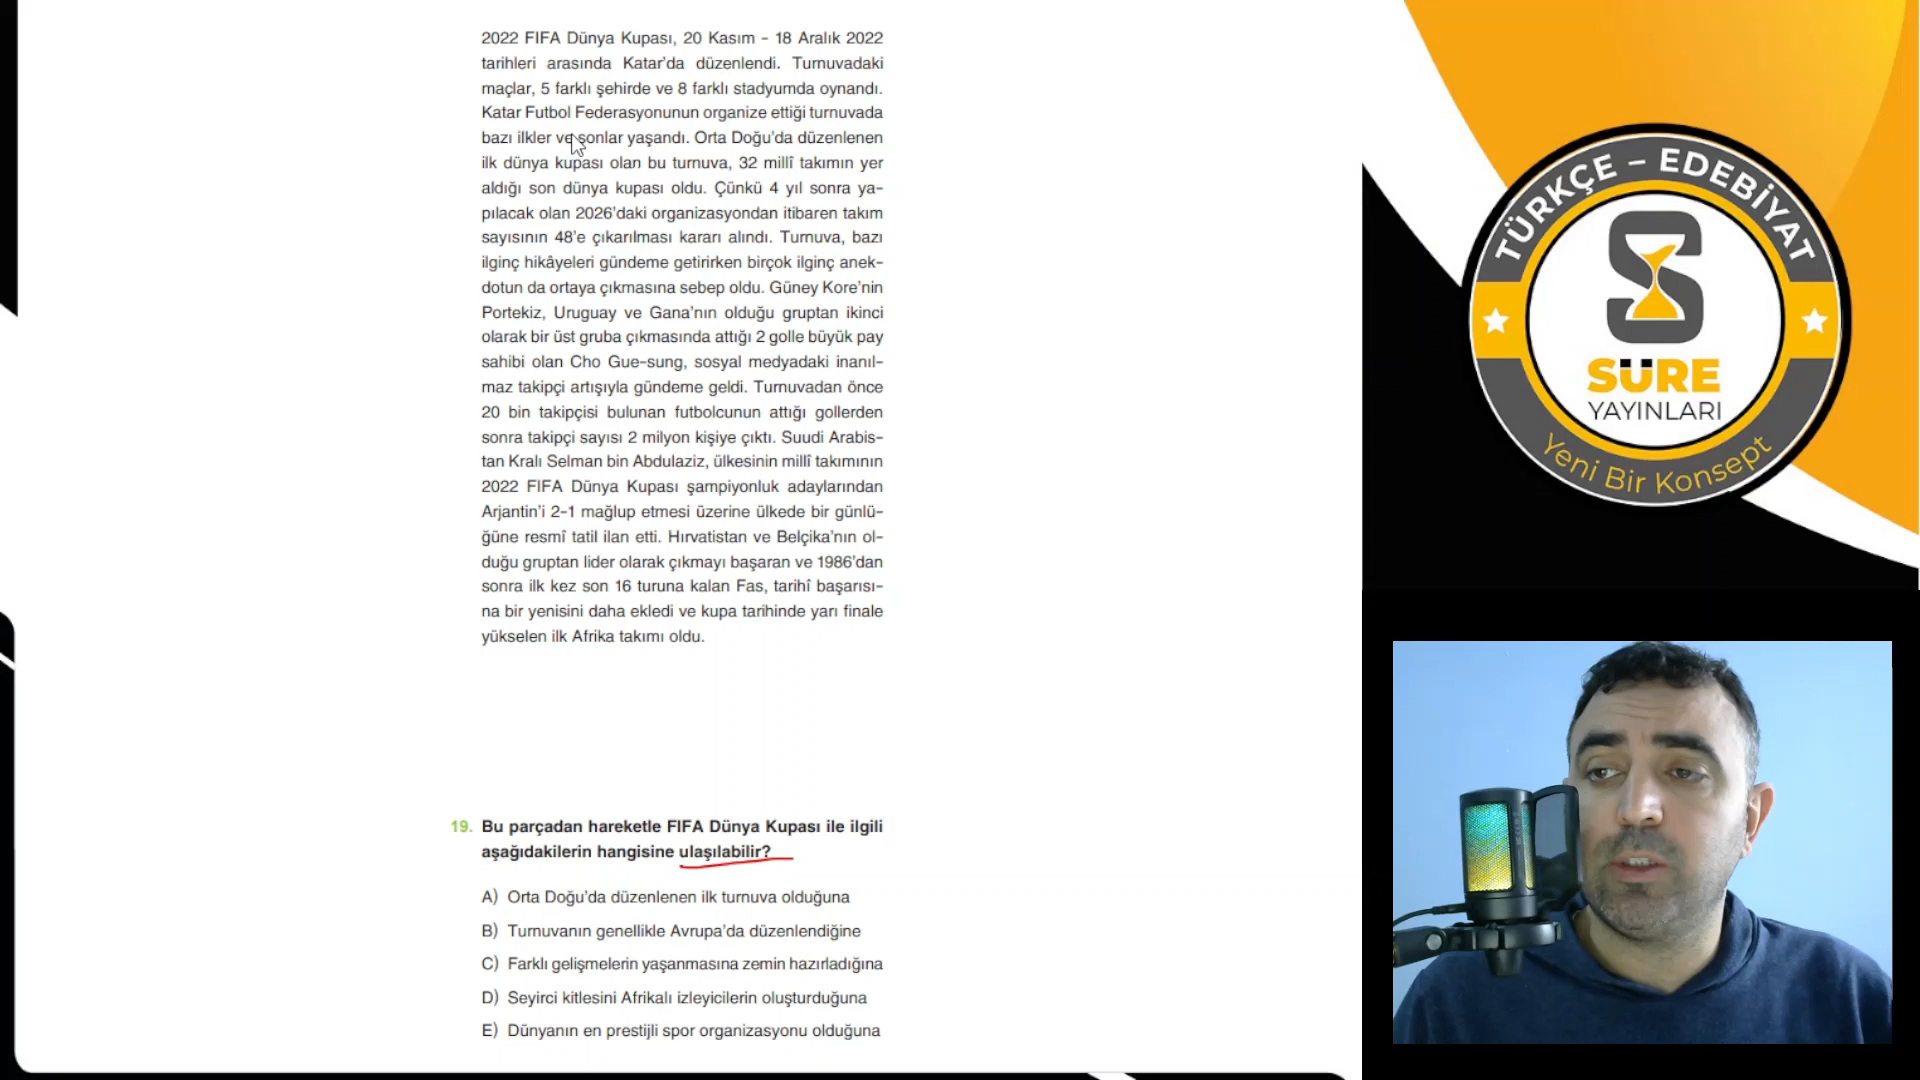 2022 FIFA Dünya Kupası, 20 Kasım - 18 Aralık 2022
tarihleri arasında Katar’da düzenlendi. Turnuvadaki
maçlar, 5 farklı şehirde ve 8 farklı stadyumda oynandı.
Katar Futbol Federasyonunun organize ettiği turnuvada
bazı ilkler ve sonlar yaşandı. Orta Doğu’da düzenlenen
ilk dünya kupası olan bu turnuva, 32 millî takımın yer
aldığı son dünya kupası oldu. Çünkü 4 yıl sonra ya-
pılacak olan 2026’daki organizasyondan itibaren takım
sayısının 48’e çıkarılması kararı alındı. Turnuva, bazı
ilginç hikâyeleri gündeme getirirken birçok ilginç anek-
dotun da ortaya çıkmasına sebep oldu. Güney Kore’nin
Portekiz, Uruguay ve Gana’nın olduğu gruptan ikinci
olarak bir üst gruba çıkmasında attığı 2 golle büyük pay
sahibi olan Cho Gue-sung, sosyal medyadaki inanıl-
maz takipçi artışıyla gündeme geldi. Turnuvadan önce
20 bin takipçisi bulunan futbolcunun attığı gollerden
sonra takipçi sayısı 2 milyon kişiye çıktı. Suudi Arabis-
tan Kralı Selman bin Abdulaziz, ülkesinin millî takımının
2022 FIFA Dünya Kupası şampiyonluk adaylarından
Arjantin’i 2-1 mağlup etmesi üzerine ülkede bir günlü-
ğüne resmî tatil ilan etti. Hırvatistan ve Belçika’nın ol-
duğu gruptan lider olarak çıkmayı başaran ve 1986’dan
sonra ilk kez son 16 turuna kalan Fas, tarihî başarısı-
na bir yenisini daha ekledi ve kupa tarihinde yarı finale
yükselen ilk Afrika takımı oldu.
19. Bu parçadan hareketle FIFA Dünya Kupası ile ilgili
aşağıdakilerin hangisine ulaşılabilir?
A) Orta Doğu’da düzenlenen ilk turnuva olduğuna
B) Turnuvanın genellikle Avrupa’da düzenlendiğine
C) Farklı gelişmelerin yaşanmasına zemin hazırladığına
D) Seyirci kitlesini Afrikalı izleyicilerin oluşturduğuna
E) Dünyanın en prestijli spor organizasyonu olduğuna
TÜRKÇE – EDEBİYAT
SÜRE
YAYINLARI
Yeni Bir Konsept